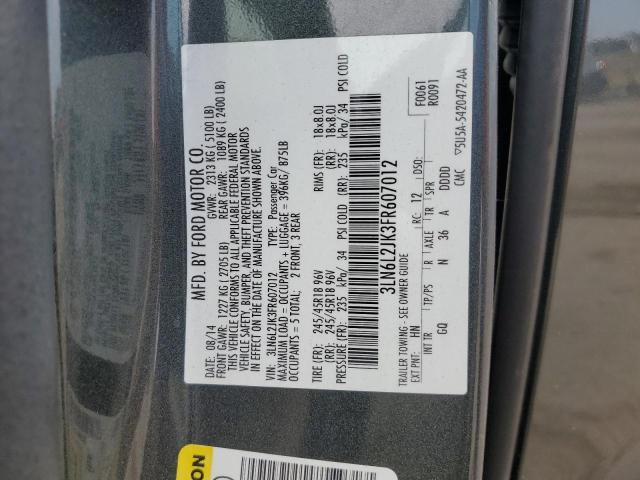 MFD. BY FORD MOTOR CO.
DATE: 08/14 GVWR: 2313 KG ( 5100 LB)
FRONT GAWR: 1227 KG (2705 LB) REAR GAWR: 1089 KG ( 2400 LB)
THIS VEHICLE CONFORMS TO ALL APPLICABLE FEDERAL MOTOR
VEHICLE SAFETY, BUMPER, AND THEFT PREVENTION STANDARDS
IN EFFECT ON THE DATE OF MANUFACTURE SHOWN ABOVE.
VIN: 3LN6L2JK3FR607012 TYPE: Passenger Car
MAXIMUM LOAD = OCCUPANTS + LUGGAGE = 396KG/ 875LB
OCCUPANTS = 5 TOTAL; 2 FRONT, 3 REAR
TIRE (FR): 245/45R18 96V RIMS (FR): 18x8.0J
(RR): 245/45R18 96V (RR): 18x8.0J
PRESSURE (FR): 235 kPa/ 34 PSI COLD (RR): 235 kPa/ 34 PSI COLD
3LN6L2JK3FR607012
F0061
R0091
TRAILER TOWING - SEE OWNER GUIDE
EXT PNT: HN RC: 12 DSO:
INT TR TP/PS R AXLE TR SPR
GQ N 36 A DDDD
CMC 5U5A-5420472-AA
ON